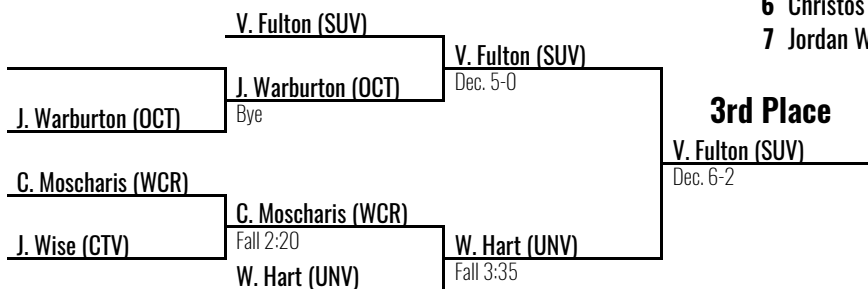 6 Christos
7 Jordan W
V. Fulton (SUV)
V. Fulton (SUV)
Dec. 5-0
J. Warburton (OCT)
Bye
J. Warburton (OCT)
3rd Place
V. Fulton (SUV)
Dec. 6-2
C. Moscharis (WCR)
C. Moscharis (WCR)
Fall 2:20
J. Wise (CTV)
W. Hart (UNV)
Fall 3:35
W. Hart (UNV)